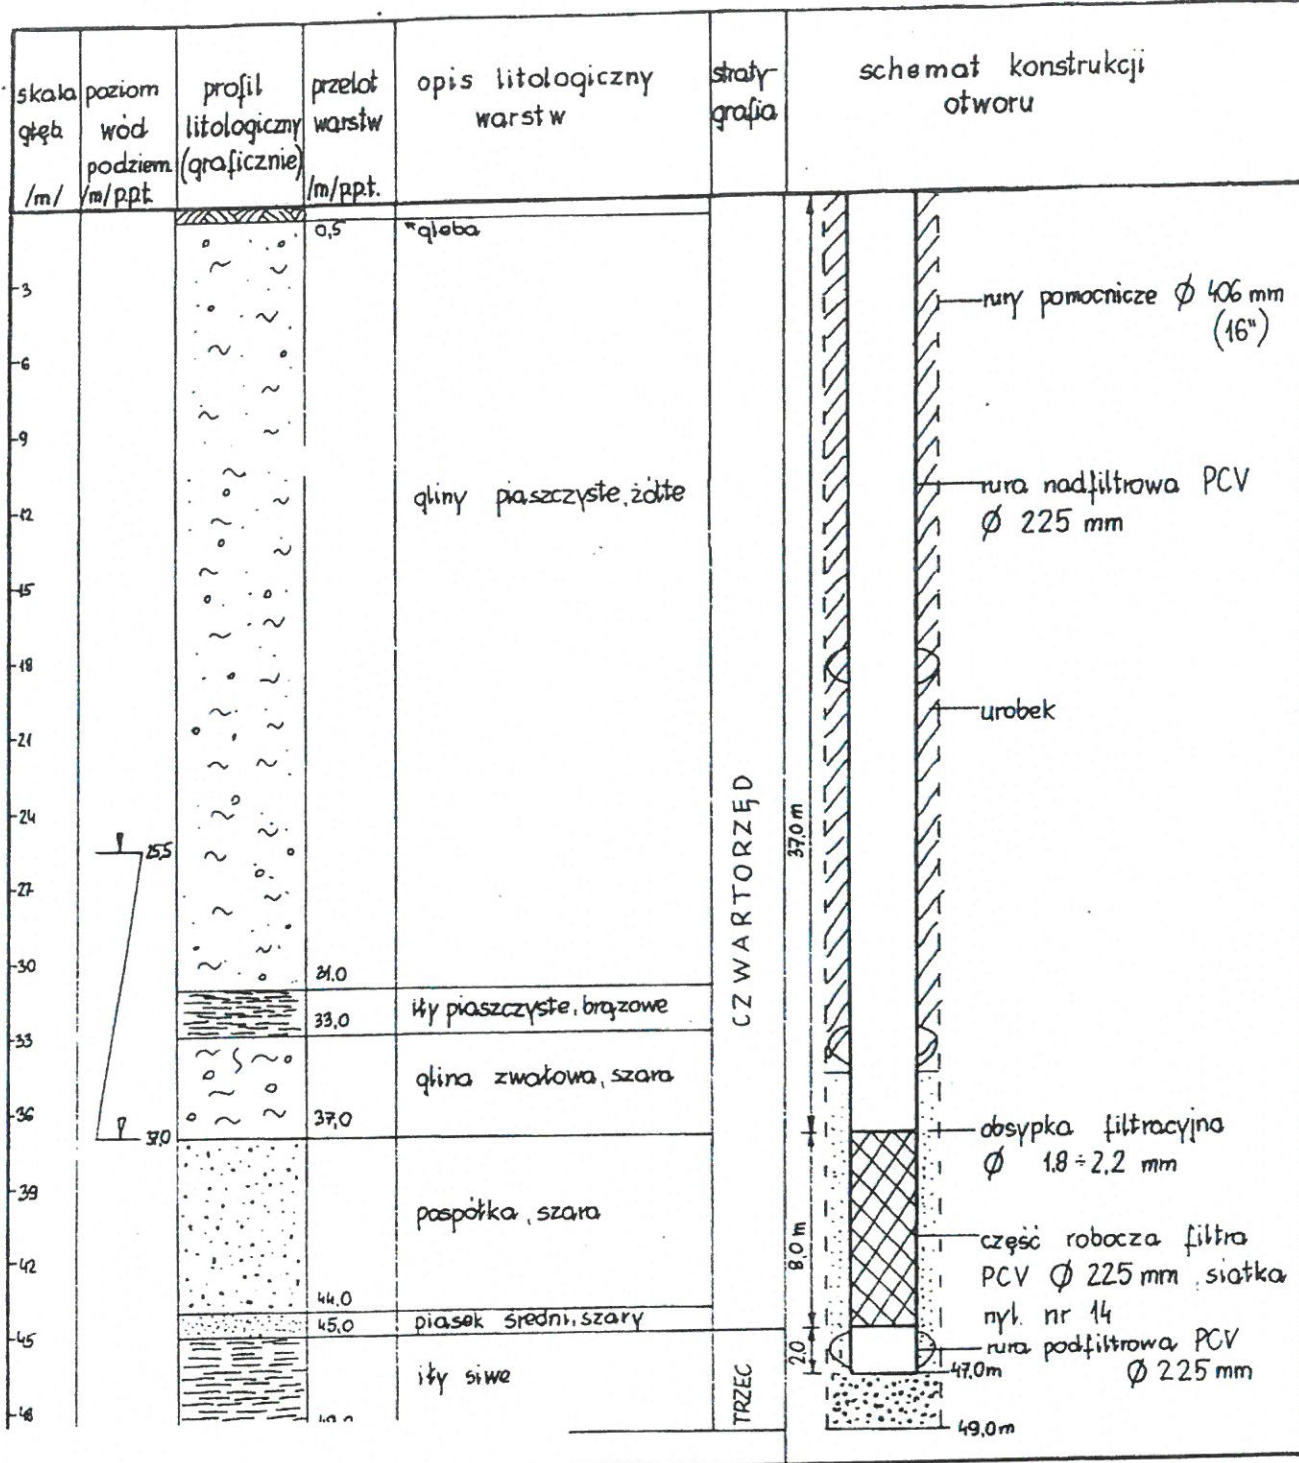 skala
głęb.
/m/
poziom
wód
podziem
/m/ppt.
profil
litologiczny
(graficznie)
przelot
warstw
/m/ppt.
opis litologiczny
warstw
straty-
grafia
schemat konstrukcji
otworu
0,5
gleba
3
6
9
12
15
18
21
24
27
30
33
36
39
42
45
48
25,5
37,0
gliny piaszczyste, żółte
31.0
iły piaszczyste, brązowe
33,0
glina zwałowa, szara
37,0
pospółka, szara
44.0
piasek średni, szary
45,0
iły siwe
CZWARTORZĘD
TRZEC
37,0 m
8,0 m
2,0
rury pomocnicze Ø 406 mm
(16")
rura nadfiltrowa PCV
Ø 225 mm
urobek
obsypka filtracyjna
Ø 1.8 ÷ 2,2 mm
część robocza filtra
PCV Ø 225 mm, siatka
nyl. nr 14
rura podfiltrowa PCV
Ø 225 mm
47.0m
49.0m